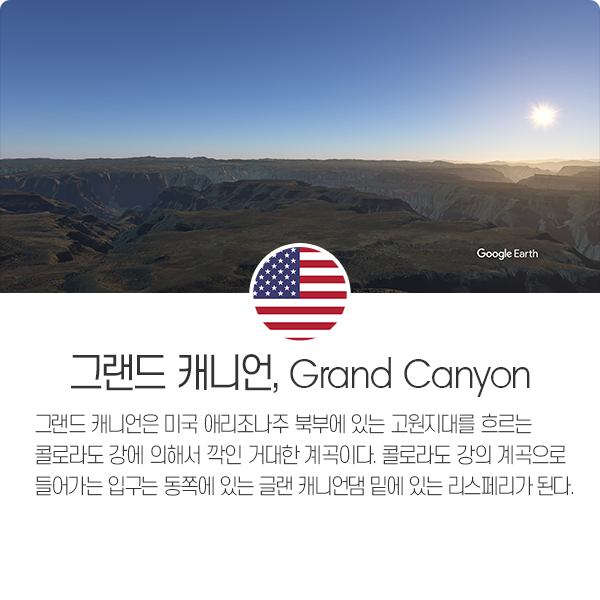 Google Earth
그랜드 캐니언, Grand Canyon
그랜드 캐니언은 미국 애리조나주 북부에 있는 고원지대를 흐르는
콜로라도 강에 의해서 깍인 거대한 계곡이다. 콜로라도 강의 계곡으로
들어가는 입구는 동쪽에 있는 글랜 캐니언댐 밑에 있는 리스페리가 된다.